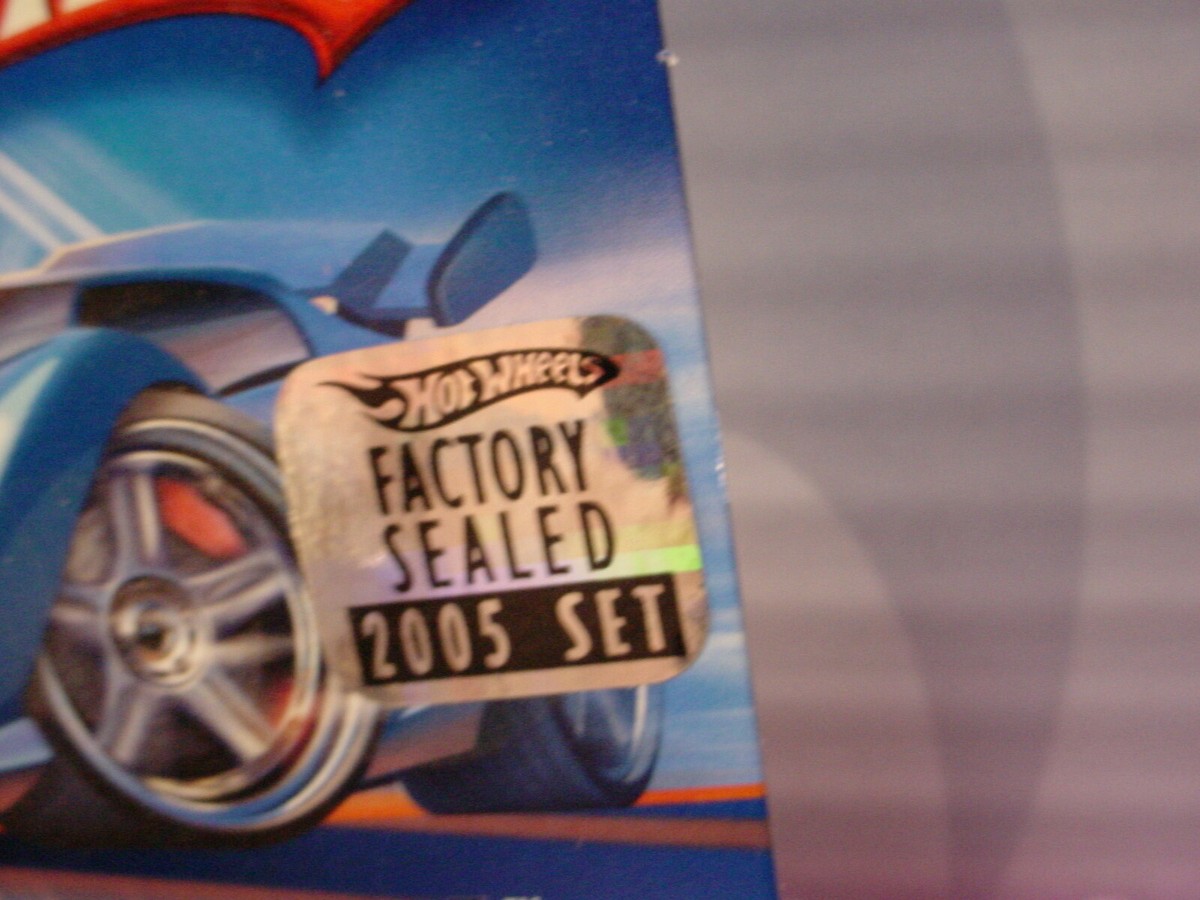 Hot Wheels
FACTORY
SEALED
2005 SET